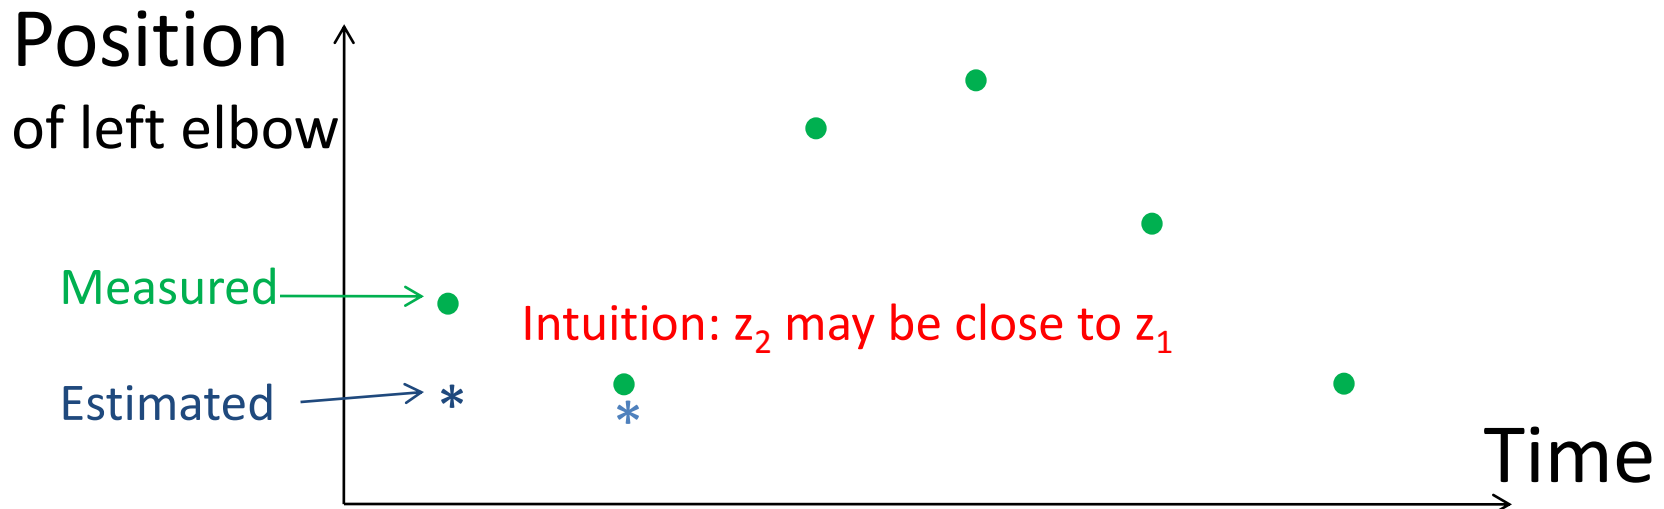 Position
of left elbow
Measured
Intuition: z₂ may be close to z₁
Estimated
*
*
Time